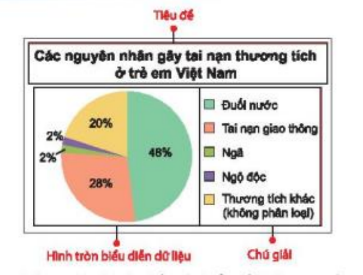 Tiêu đề
Các nguyên nhân gây tai nạn thương tích
ở trẻ em Việt Nam
20%
2%
2%
48%
28%
Đuối nước
Tai nạn giao thông
Ngã
Ngộ độc
Thương tích khác
(không phân loại)
Hình tròn biểu diễn dữ liệu
Chú giải